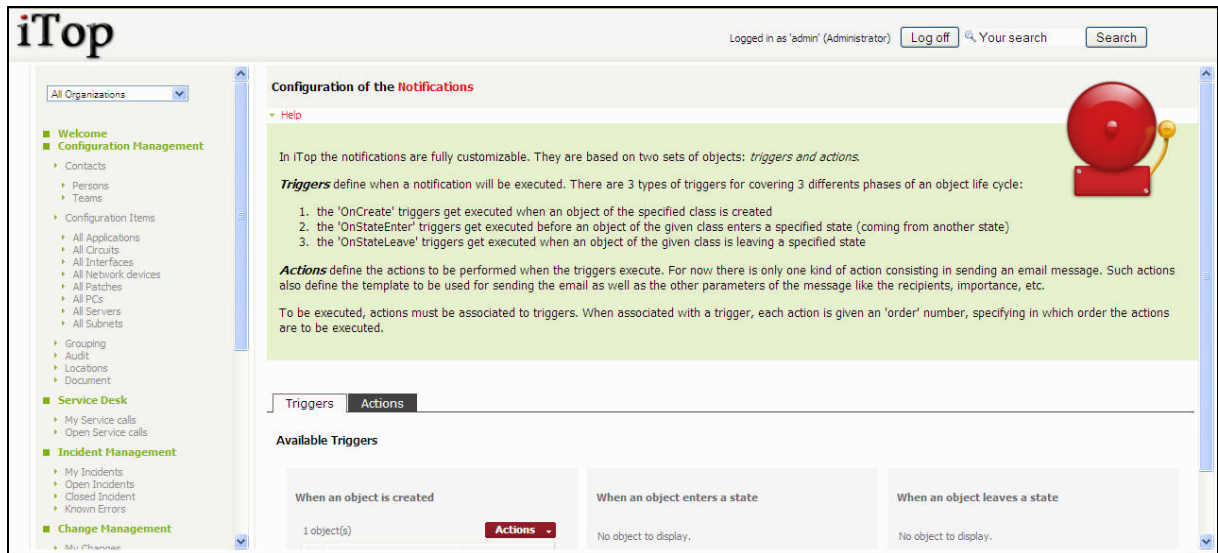 iTop
Logged in as 'admin' (Administrator)
Log off
Your search
Search
All Organizations
Welcome
Configuration Management
Contacts
Persons
Teams
Configuration Items
All Applications
All Circuits
All Interfaces
All Network devices
All Patches
All PCs
All Servers
All Subnets
Grouping
Audit
Locations
Document
Service Desk
My Service calls
Open Service calls
Incident Management
My Incidents
Open Incidents
Closed Incident
Known Errors
Change Management
My Changes
Configuration of the Notifications
Help
In iTop the notifications are fully customizable. They are based on two sets of objects: triggers and actions.
Triggers define when a notification will be executed. There are 3 types of triggers for covering 3 differents phases of an object life cycle:
1. the 'OnCreate' triggers get executed when an object of the specified class is created
2. the 'OnStateEnter' triggers get executed before an object of the given class enters a specified state (coming from another state)
3. the 'OnStateLeave' triggers get executed when an object of the given class is leaving a specified state
Actions define the actions to be performed when the triggers execute. For now there is only one kind of action consisting in sending an email message. Such actions
also define the template to be used for sending the email as well as the other parameters of the message like the recipients, importance, etc.
To be executed, actions must be associated to triggers. When associated with a trigger, each action is given an 'order' number, specifying in which order the actions
are to be executed.
Triggers
Actions
Available Triggers
When an object is created
1 object(s)
Actions
When an object enters a state
No object to display.
When an object leaves a state
No object to display.